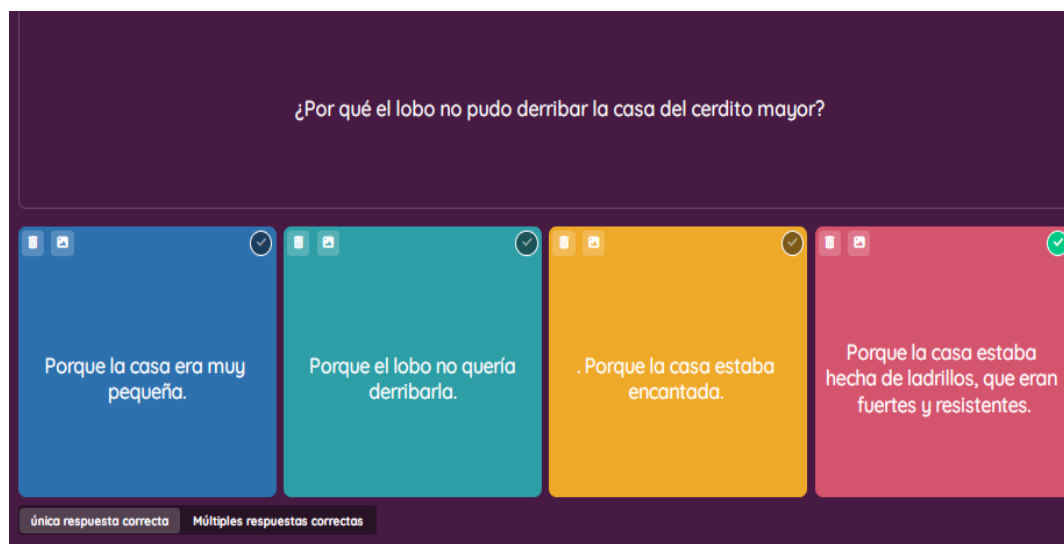 ¿Por qué el lobo no pudo derribar la casa del cerdito mayor?
Porque la casa era muy
pequeña.
Porque el lobo no quería
derribarla.
. Porque la casa estaba
encantada.
Porque la casa estaba
hecha de ladrillos, que eran
fuertes y resistentes.
única respuesta correcta
Múltiples respuestas correctas